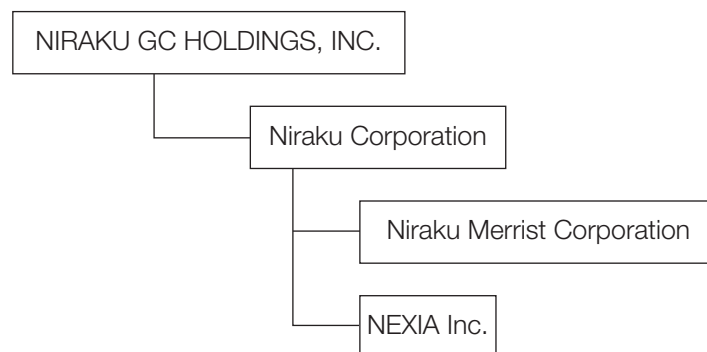 NIRAKU GC HOLDINGS, INC.
Niraku Corporation
Niraku Merrist Corporation
NEXIA Inc.